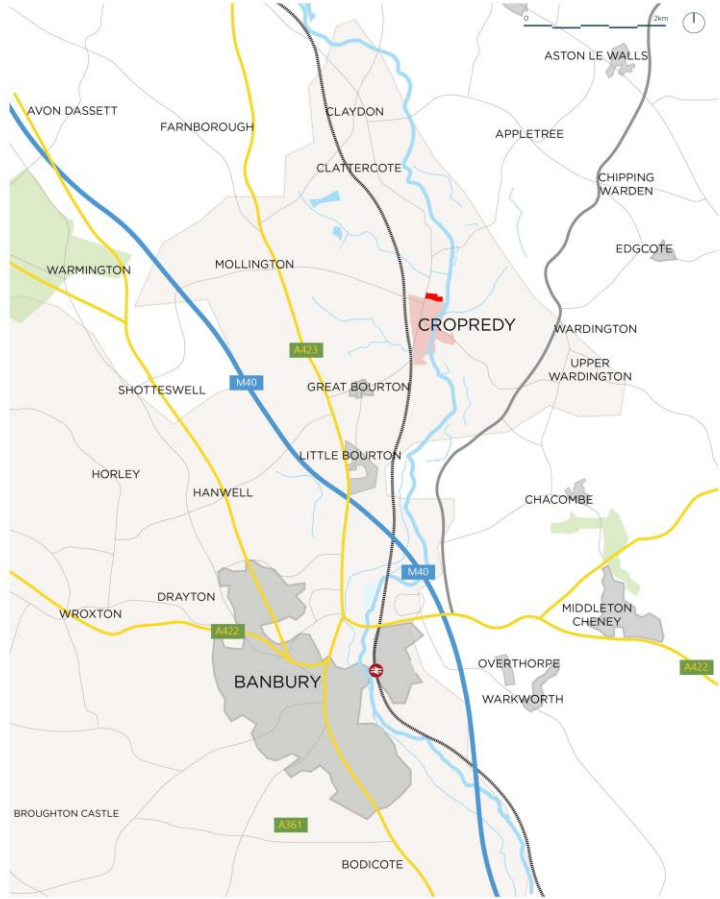 0 2km
ASTON LE WALLS
AVON DASSETT
CLAYDON
FARNBOROUGH
APPLETREE
CLATTERCOTE
CHIPPING
WARDEN
EDGCOTE
MOLLINGTON
WARMINGTON
CROPREDY
WARDINGTON
A423
UPPER
WARDINGTON
M40
SHOTTESWELL
GREAT BOURTON
LITTLE BOURTON
HORLEY
HANWELL
CHACOMBE
M40
DRAYTON
WROXTON
MIDDLETON
CHENEY
A422
OVERTHORPE
A422
BANBURY
WARKWORTH
BROUGHTON CASTLE
A361
BODICOTE